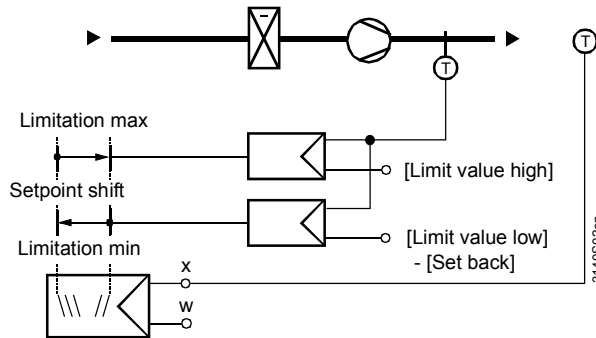 -
T
T
Limitation max
[Limit value high]
Setpoint shift
Limitation min
[Limit value low]
- [Set back]
x
w